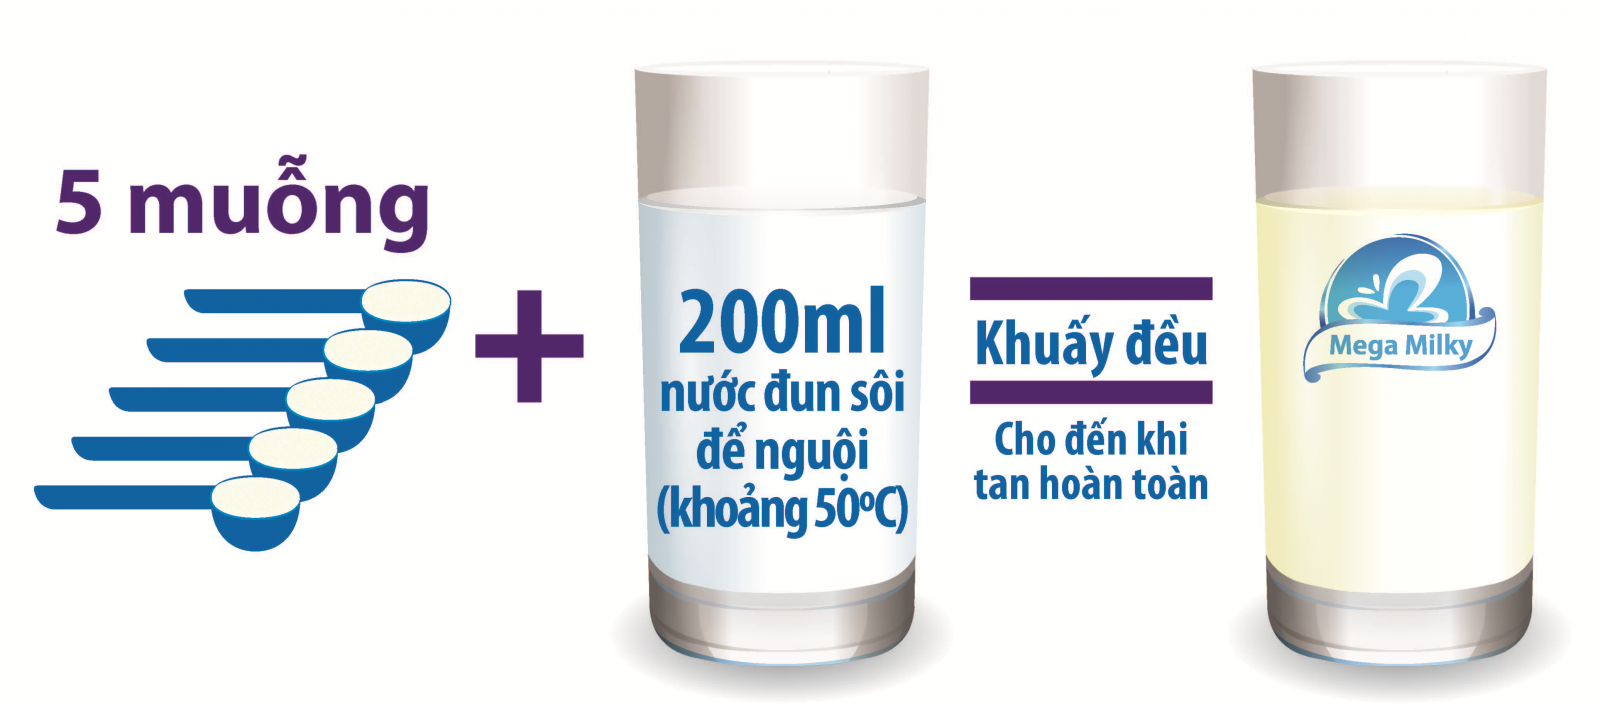 5 muỗng
200ml
nước đun sôi
để nguội
(khoảng 50ºC)
Khuấy đều
Cho đến khi
tan hoàn toàn
Mega Milky